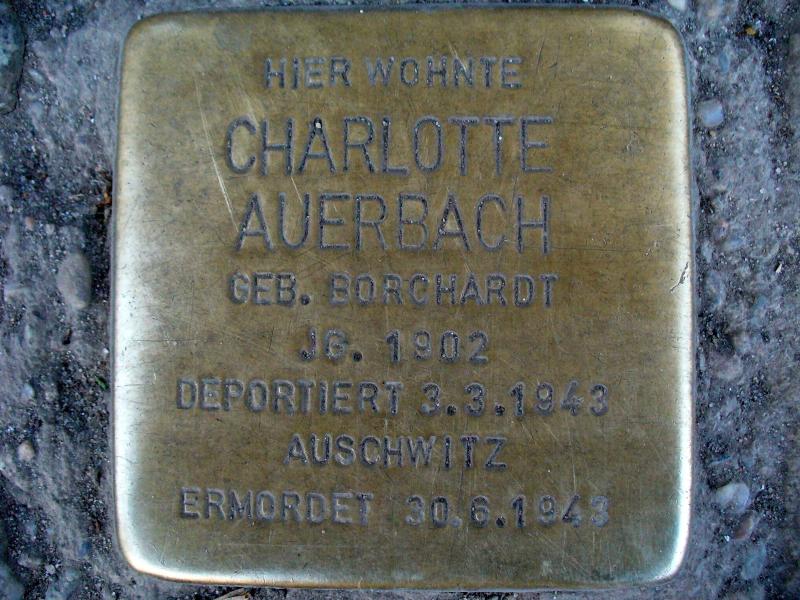 HIER WOHNTE
CHARLOTTE
AUERBACH
GEB. BORCHARDT
JG. 1902
DEPORTIERT 3.3.1943
AUSCHWITZ
ERMORDET 30.6.1943